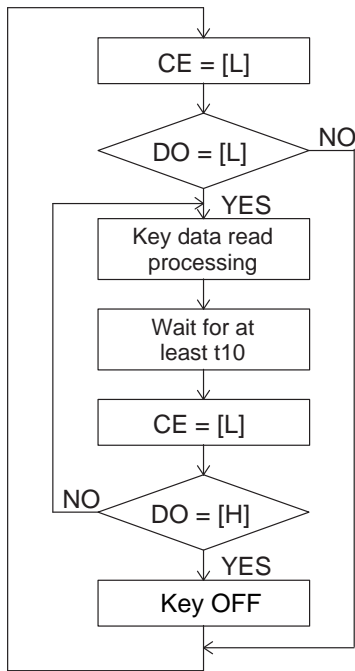 CE = [L]
DO = [L]
NO
YES
Key data read
processing
Wait for at
least t10
CE = [L]
NO
DO = [H]
YES
Key OFF